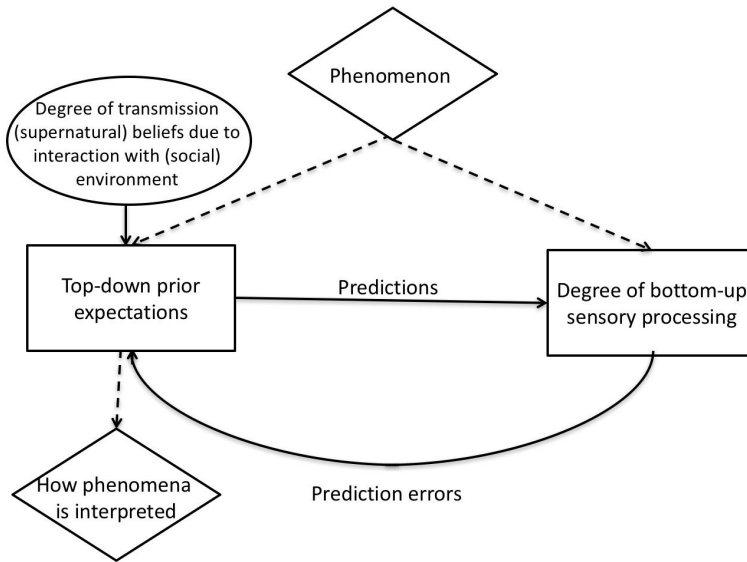 Phenomenon
Degree of transmission
(supernatural) beliefs due to
interaction with (social)
environment
Top-down prior
expectations
Predictions
Degree of bottom-up
sensory processing
How phenomena
is interpreted
Prediction errors